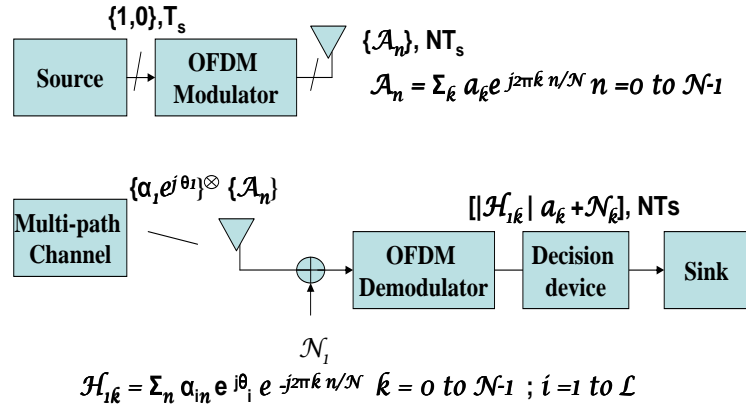 {1,0},Tₛ
Source
OFDM
Modulator
{𝒜ₙ}, NTₛ
𝒜ₙ = Σₖ aₖe ʲ²πᵏ ⁿ/ᴺ n =0 to N-1
{α₁eʲ θ¹}⊗ {𝒜ₙ}
Multi-path
Channel
[|ℋ₁ₖ| aₖ +𝒩ₖ], NTs
OFDM
Demodulator
Decision
device
Sink
𝒩₁
ℋ₁ₖ = Σₙ αᵢₙ e ʲθᵢ e ⁻ʲ²πᵏ ⁿ/ᴺ k = 0 to N-1 ; i =1 to L